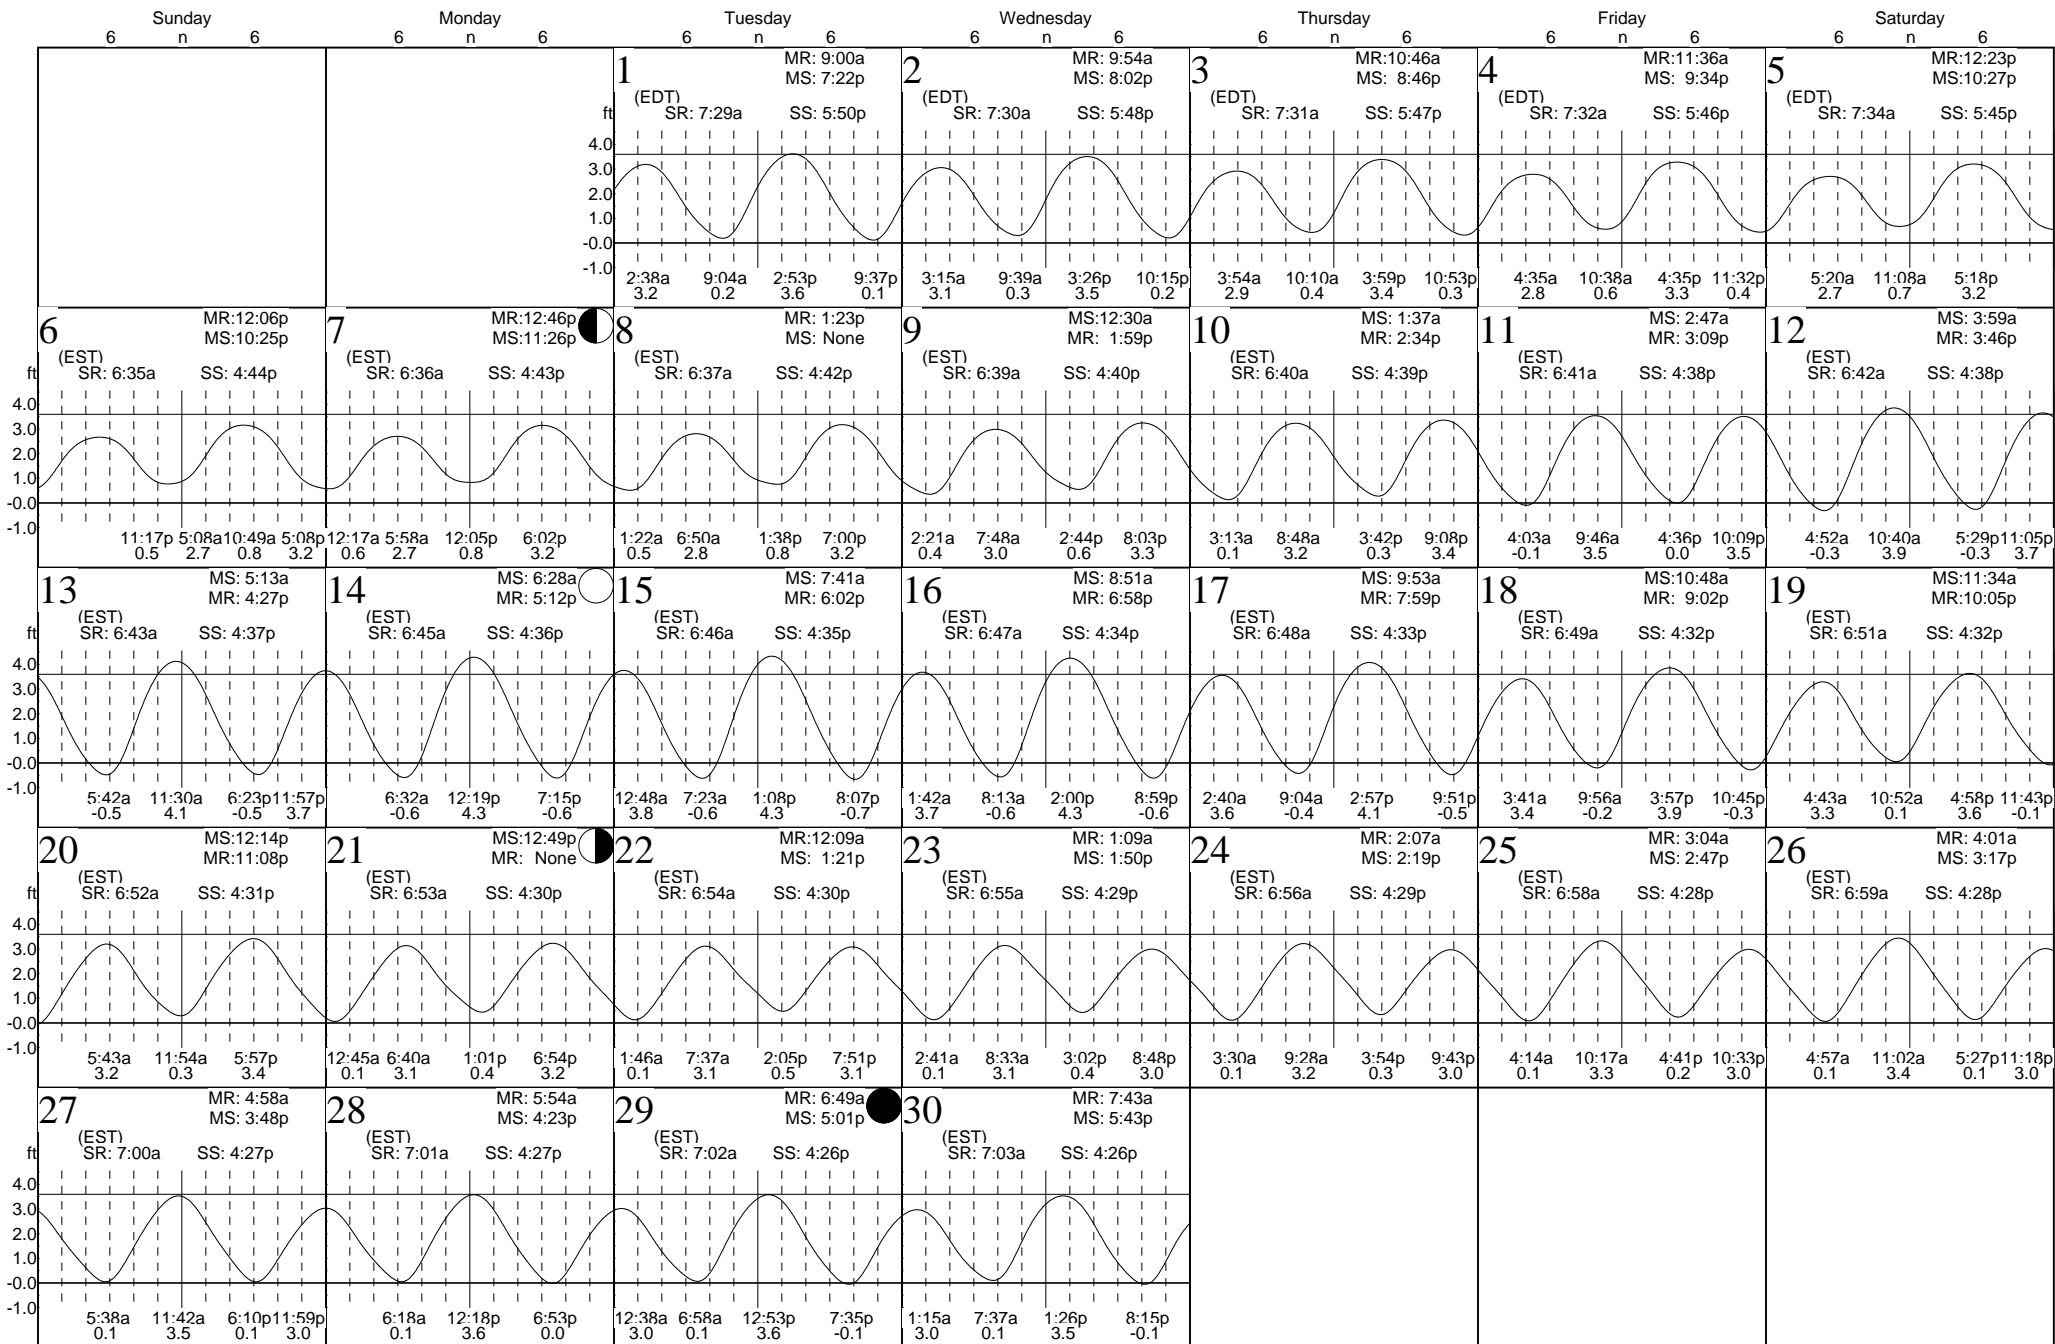 Sunday Monday Tuesday Wednesday Thursday Friday Saturday
6 n 6 6 n 6 6 n 6 6 n 6 6 n 6 6 n 6 6 n 6
1
MR: 9:00a
MS: 7:22p
(EDT)
SR: 7:29a SS: 5:50p
ft
4.0
3.0
2.0
1.0
-0.0
-1.0
2:38a 9:04a 2:53p 9:37p
3.2 0.2 3.6 0.1
2
MR: 9:54a
MS: 8:02p
(EDT)
SR: 7:30a SS: 5:48p
3:15a 9:39a 3:26p 10:15p
3.1 0.3 3.5 0.2
3
MR:10:46a
MS: 8:46p
(EDT)
SR: 7:31a SS: 5:47p
3:54a 10:10a 3:59p 10:53p
2.9 0.4 3.4 0.3
4
MR:11:36a
MS: 9:34p
(EDT)
SR: 7:32a SS: 5:46p
4:35a 10:38a 4:35p 11:32p
2.8 0.6 3.3 0.4
5
MR:12:23p
MS:10:27p
(EDT)
SR: 7:34a SS: 5:45p
5:20a 11:08a 5:18p
2.7 0.7 3.2
6
MR:12:06p
MS:10:25p
(EST)
SR: 6:35a SS: 4:44p
ft
4.0
3.0
2.0
1.0
-0.0
-1.0
11:17p 5:08a 10:49a 5:08p
0.5 2.7 0.8 3.2
7
MR:12:46p
MS:11:26p
(EST)
SR: 6:36a SS: 4:43p
12:17a 5:58a 12:05p 6:02p
0.6 2.7 0.8 3.2
8
MR: 1:23p
MS: None
(EST)
SR: 6:37a SS: 4:42p
1:22a 6:50a 1:38p 7:00p
0.5 2.8 0.8 3.2
9
MS:12:30a
MR: 1:59p
(EST)
SR: 6:39a SS: 4:40p
2:21a 7:48a 2:44p 8:03p
0.4 3.0 0.6 3.3
10
MS: 1:37a
MR: 2:34p
(EST)
SR: 6:40a SS: 4:39p
3:13a 8:48a 3:42p 9:08p
0.1 3.2 0.3 3.4
11
MS: 2:47a
MR: 3:09p
(EST)
SR: 6:41a SS: 4:38p
4:03a 9:46a 4:36p 10:09p
-0.1 3.5 0.0 3.5
12
MS: 3:59a
MR: 3:46p
(EST)
SR: 6:42a SS: 4:38p
4:52a 10:40a 5:29p 11:05p
-0.3 3.9 -0.3 3.7
13
MS: 5:13a
MR: 4:27p
(EST)
SR: 6:43a SS: 4:37p
ft
4.0
3.0
2.0
1.0
-0.0
-1.0
5:42a 11:30a 6:23p 11:57p
-0.5 4.1 -0.5 3.7
14
MS: 6:28a
MR: 5:12p
(EST)
SR: 6:45a SS: 4:36p
6:32a 12:19p 7:15p
-0.6 4.3 -0.6
15
MS: 7:41a
MR: 6:02p
(EST)
SR: 6:46a SS: 4:35p
12:48a 7:23a 1:08p 8:07p
3.8 -0.6 4.3 -0.7
16
MS: 8:51a
MR: 6:58p
(EST)
SR: 6:47a SS: 4:34p
1:42a 8:13a 2:00p 8:59p
3.7 -0.6 4.3 -0.6
17
MS: 9:53a
MR: 7:59p
(EST)
SR: 6:48a SS: 4:33p
2:40a 9:04a 2:57p 9:51p
3.6 -0.4 4.1 -0.5
18
MS:10:48a
MR: 9:02p
(EST)
SR: 6:49a SS: 4:32p
3:41a 9:56a 3:57p 10:45p
3.4 -0.2 3.9 -0.3
19
MS:11:34a
MR:10:05p
(EST)
SR: 6:51a SS: 4:32p
4:43a 10:52a 4:58p 11:43p
3.3 0.1 3.6 -0.1
20
MS:12:14p
MR:11:08p
(EST)
SR: 6:52a SS: 4:31p
ft
4.0
3.0
2.0
1.0
-0.0
-1.0
5:43a 11:54a 5:57p
3.2 0.3 3.4
21
MS:12:49p
MR: None
(EST)
SR: 6:53a SS: 4:30p
12:45a 6:40a 1:01p 6:54p
0.1 3.1 0.4 3.2
22
MR:12:09a
MS: 1:21p
(EST)
SR: 6:54a SS: 4:30p
1:46a 7:37a 2:05p 7:51p
0.1 3.1 0.5 3.1
23
MR: 1:09a
MS: 1:50p
(EST)
SR: 6:55a SS: 4:29p
2:41a 8:33a 3:02p 8:48p
0.1 3.1 0.4 3.0
24
MR: 2:07a
MS: 2:19p
(EST)
SR: 6:56a SS: 4:29p
3:30a 9:28a 3:54p 9:43p
0.1 3.2 0.3 3.0
25
MR: 3:04a
MS: 2:47p
(EST)
SR: 6:58a SS: 4:28p
4:14a 10:17a 4:41p 10:33p
0.1 3.3 0.2 3.0
26
MR: 4:01a
MS: 3:17p
(EST)
SR: 6:59a SS: 4:28p
4:57a 11:02a 5:27p 11:18p
0.1 3.4 0.1 3.0
27
MR: 4:58a
MS: 3:48p
(EST)
SR: 7:00a SS: 4:27p
ft
4.0
3.0
2.0
1.0
-0.0
-1.0
5:38a 11:42a 6:10p 11:59p
0.1 3.5 0.1 3.0
28
MR: 5:54a
MS: 4:23p
(EST)
SR: 7:01a SS: 4:27p
6:18a 12:18p 6:53p
0.1 3.6 0.0
29
MR: 6:49a
MS: 5:01p
(EST)
SR: 7:02a SS: 4:26p
12:38a 6:58a 12:53p 7:35p
3.0 0.1 3.6 -0.1
30
MR: 7:43a
MS: 5:43p
(EST)
SR: 7:03a SS: 4:26p
1:15a 7:37a 1:26p 8:15p
3.0 0.1 3.5 -0.1